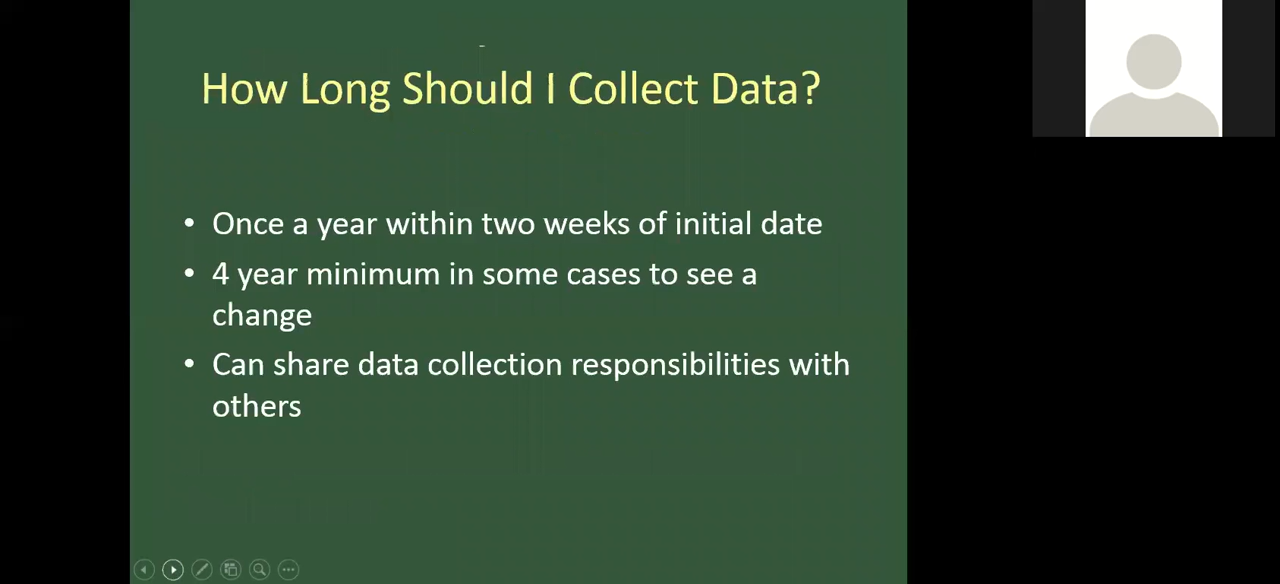 How Long Should I Collect Data?
• Once a year within two weeks of initial date
• 4 year minimum in some cases to see a
change
• Can share data collection responsibilities with
others